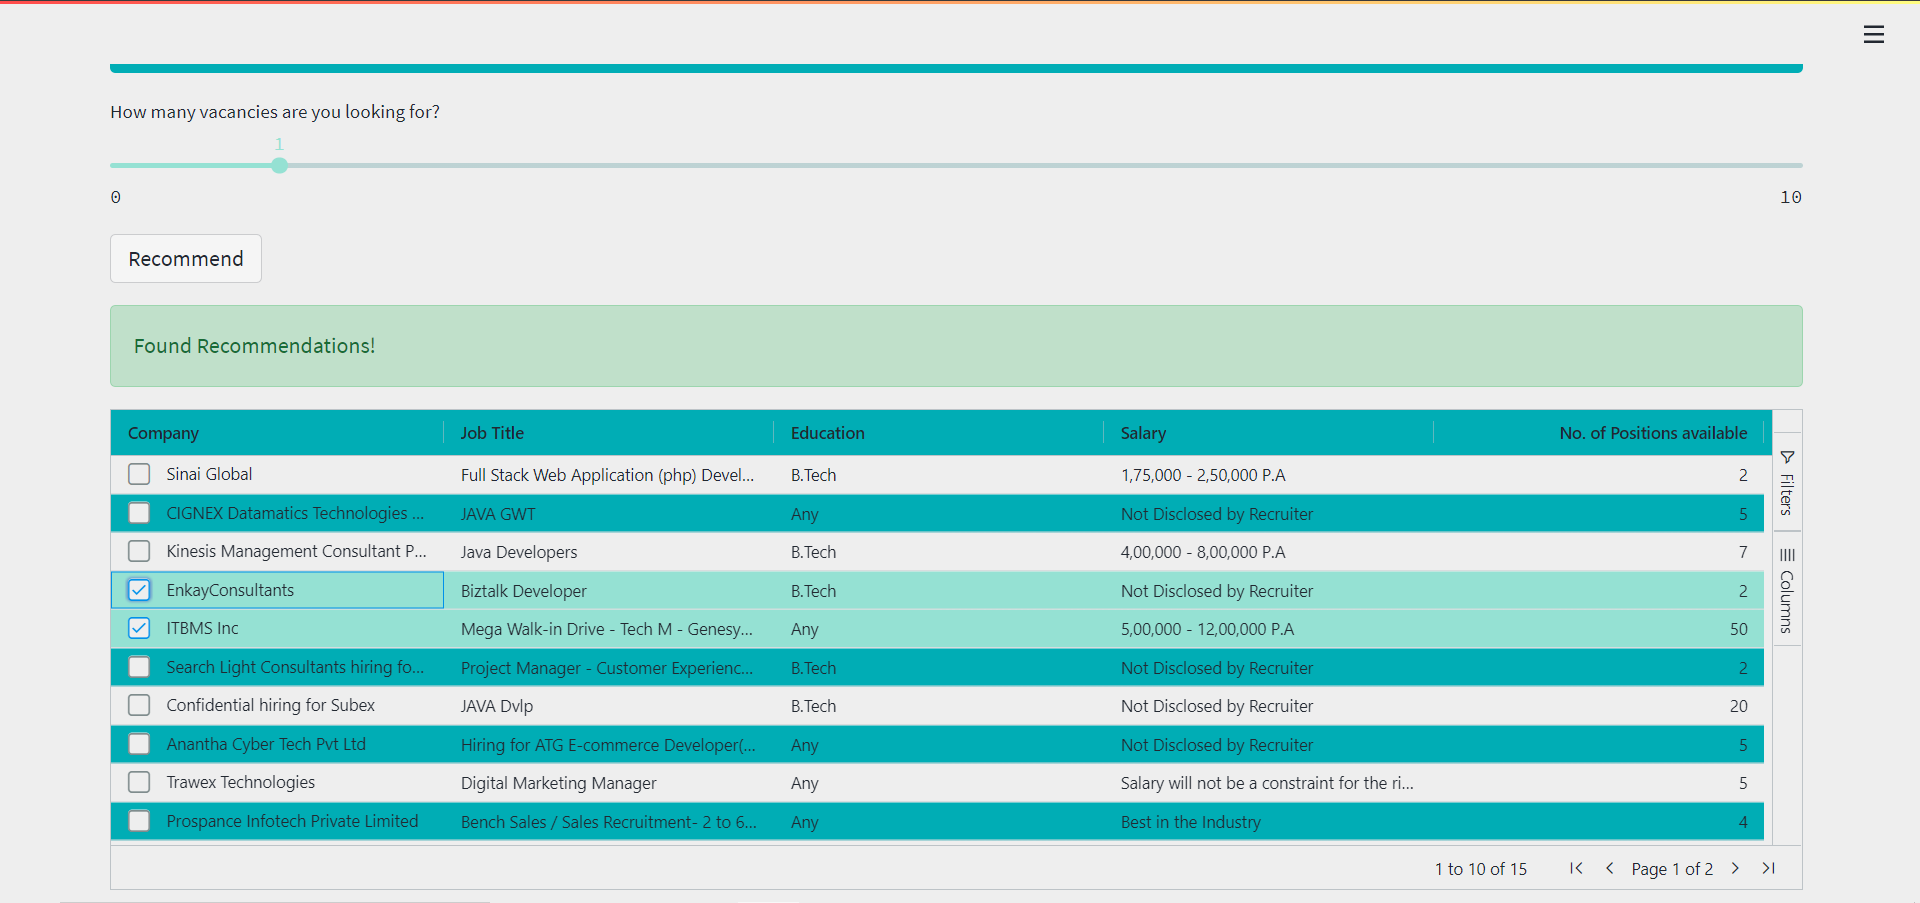 How many vacancies are you looking for?
1
0 10
Recommend
Found Recommendations!
Company Job Title Education Salary No. of Positions available
Sinai Global Full Stack Web Application (php) Devel... B.Tech 1,75,000 - 2,50,000 P.A 2
CIGNEX Datamatics Technologies ... JAVA GWT Any Not Disclosed by Recruiter 5
Kinesis Management Consultant P... Java Developers B.Tech 4,00,000 - 8,00,000 P.A 7
EnkayConsultants Biztalk Developer B.Tech Not Disclosed by Recruiter 2
ITBMS Inc Mega Walk-in Drive - Tech M - Genesy... Any 5,00,000 - 12,00,000 P.A 50
Search Light Consultants hiring fo... Project Manager - Customer Experienc... B.Tech Not Disclosed by Recruiter 2
Confidential hiring for Subex JAVA Dvlp B.Tech Not Disclosed by Recruiter 20
Anantha Cyber Tech Pvt Ltd Hiring for ATG E-commerce Developer(... Any Not Disclosed by Recruiter 5
Trawex Technologies Digital Marketing Manager Any Salary will not be a constraint for the ri... 5
Prospance Infotech Private Limited Bench Sales / Sales Recruitment- 2 to 6... Any Best in the Industry 4
Filters
Columns
1 to 10 of 15 Page 1 of 2